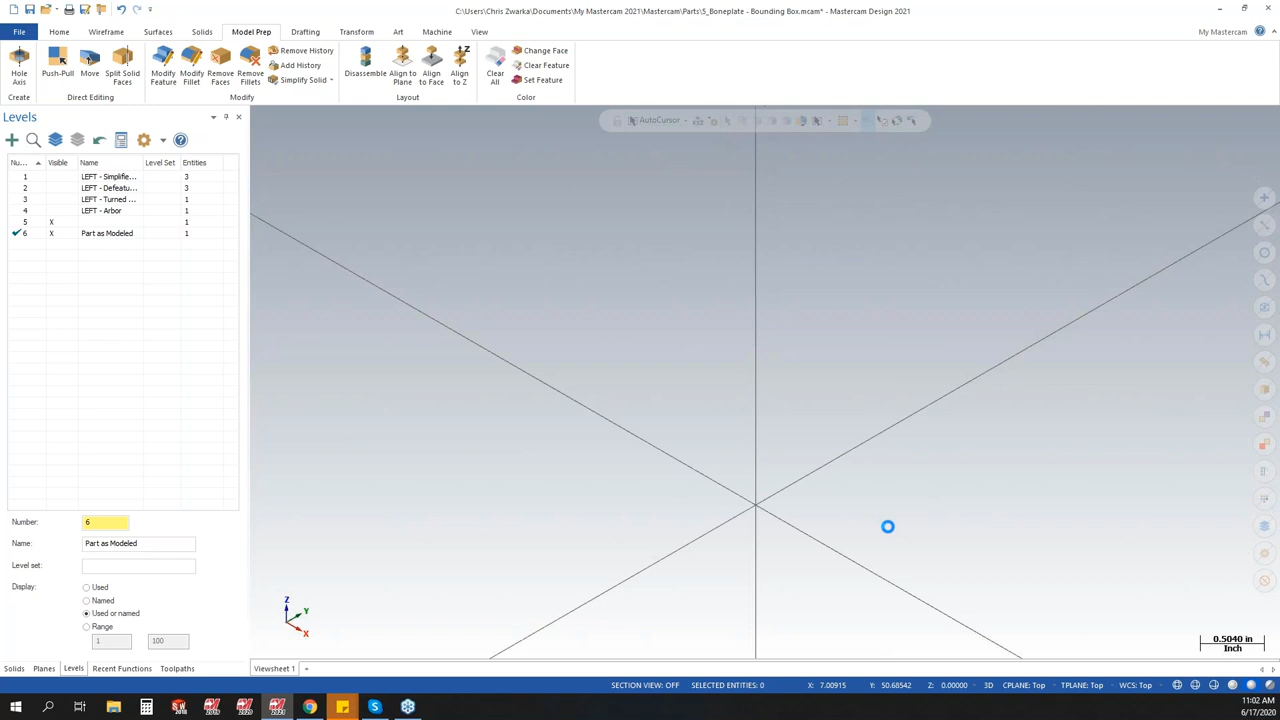 C:\Users\Chris Zwarka\Documents\My Mastercam 2021\Mastercam\Parts\5_Boneplate - Bounding Box.mcam* - Mastercam Design 2021
File Home Wireframe Surfaces Solids Model Prep Drafting Transform Art Machine View My Mastercam
Hole Axis
Push-Pull
Move
Split Solid Faces
Modify Feature
Modify Fillet
Remove Faces
Remove Fillets
Remove History
Add History
Simplify Solid
Disassemble
Align to Plane
Align to Face
Align to Z
Clear All
Change Face
Clear Feature
Set Feature
Create Direct Editing Modify Layout Color
Levels
AutoCursor
Nu... Visible Name Level Set Entities
1 LEFT - Simplifie... 3
2 LEFT - Defeatu... 3
3 LEFT - Turned ... 1
4 LEFT - Arbor 1
5 X 1
6 X Part as Modeled 1
Number: 6
Name: Part as Modeled
Level set:
Display: Used
Named
Used or named
Range
1 100
Z
Y
X
0.5040 in
Inch
Solids Planes Levels Recent Functions Toolpaths Viewsheet 1 +
SECTION VIEW: OFF SELECTED ENTITIES: 0 X: 7.00915 Y: 50.68542 Z: 0.00000 3D CPLANE: Top TPLANE: Top WCS: Top
11:02 AM
6/17/2020